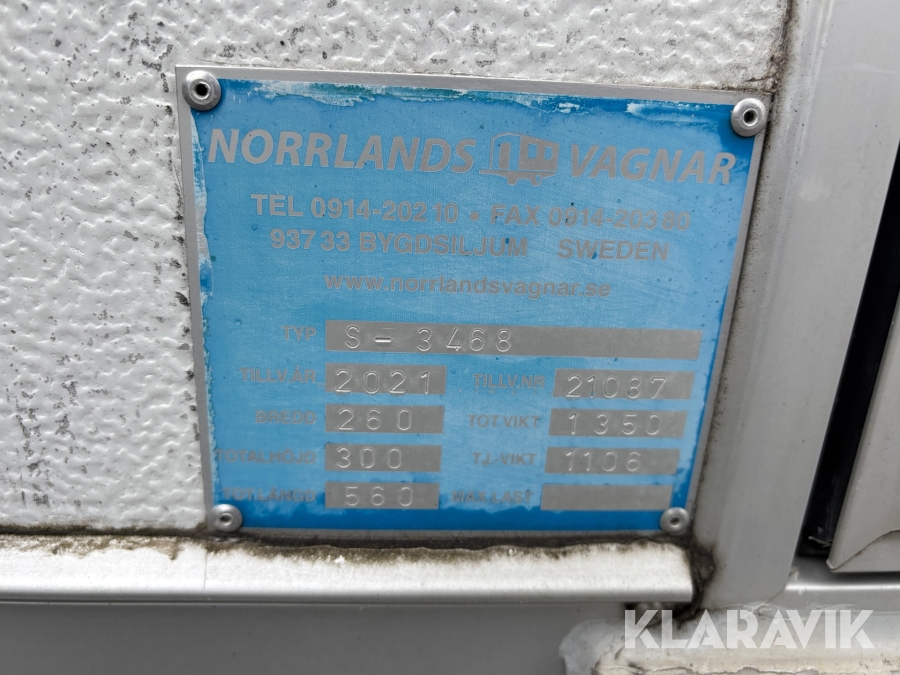 NORRLANDS VAGNAR
TEL 0914-202 10 • FAX 0914-203 80
937 33 BYGDSILJUM SWEDEN
www.norrlandsvagnar.se
TYP S-3468
TILLV.ÅR 2021 TILLV.NR 21087
BREDD 260 TOT.VIKT 1350
TOTALHÖJD 300 TJ.VIKT 1106
TOT.LÄNGD 560 MAX LAST
KLARAVIK